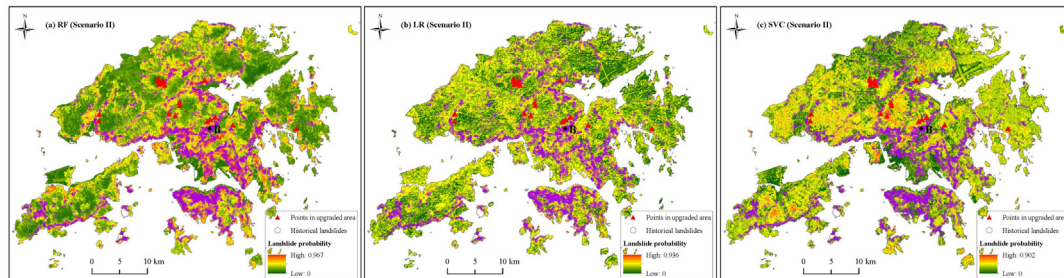 N
(a) RF (Scenario II)
B
Points in upgraded area
Historical landslides
Landslide probability
High: 0.967
Low: 0
0 5 10 km
N
(b) LR (Scenario II)
B
Points in upgraded area
Historical landslides
Landslide probability
High: 0.936
Low: 0
0 5 10 km
N
(c) SVC (Scenario II)
B
Points in upgraded area
Historical landslides
Landslide probability
High: 0.902
Low: 0
0 5 10 km